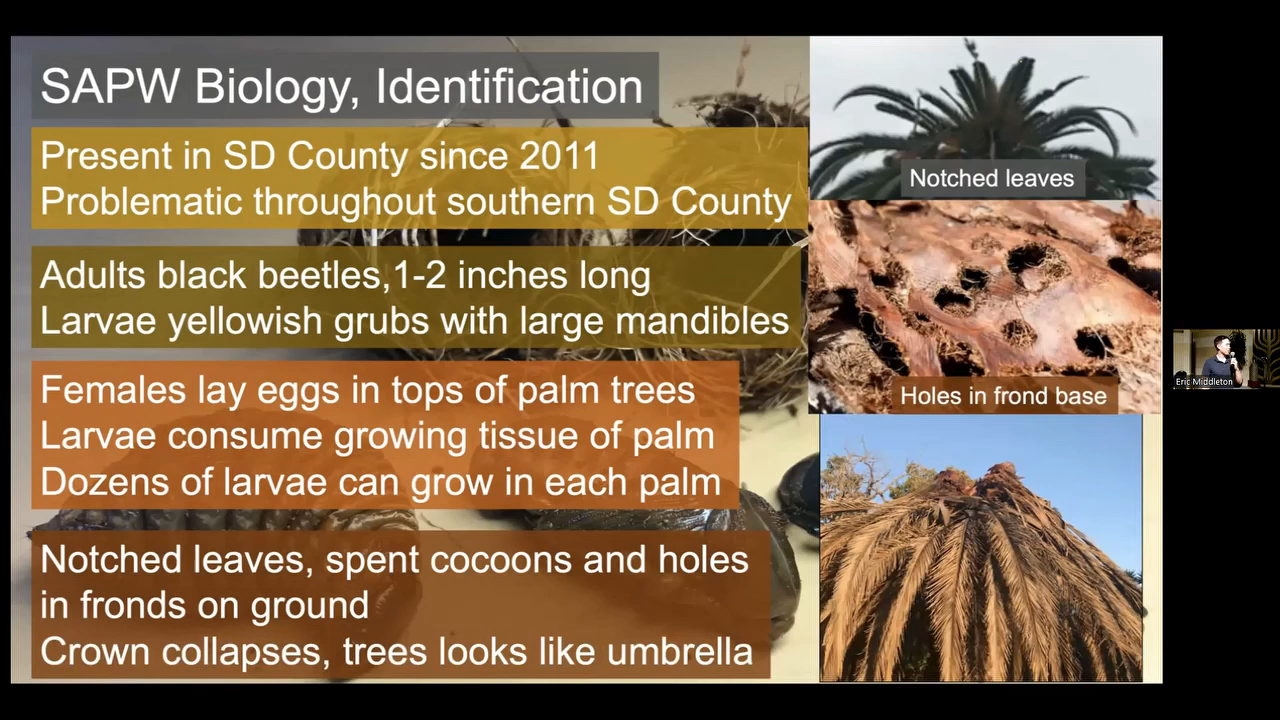 SAPW Biology, Identification
Present in SD County since 2011
Problematic throughout southern SD County
Adults black beetles,1-2 inches long
Larvae yellowish grubs with large mandibles
Females lay eggs in tops of palm trees
Larvae consume growing tissue of palm
Dozens of larvae can grow in each palm
Notched leaves, spent cocoons and holes
in fronds on ground
Crown collapses, trees looks like umbrella
Notched leaves
Holes in frond base
Eric Middleton